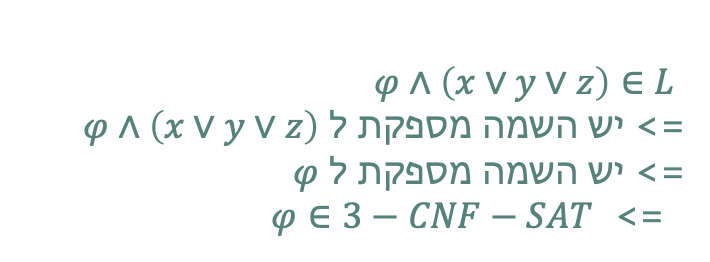 φ ∧ (x ∨ y ∨ z) ∈ L
<= יש השמה מספקת ל φ ∧ (x ∨ y ∨ z)
<= יש השמה מספקת ל φ
<= φ ∈ 3 − CNF − SAT